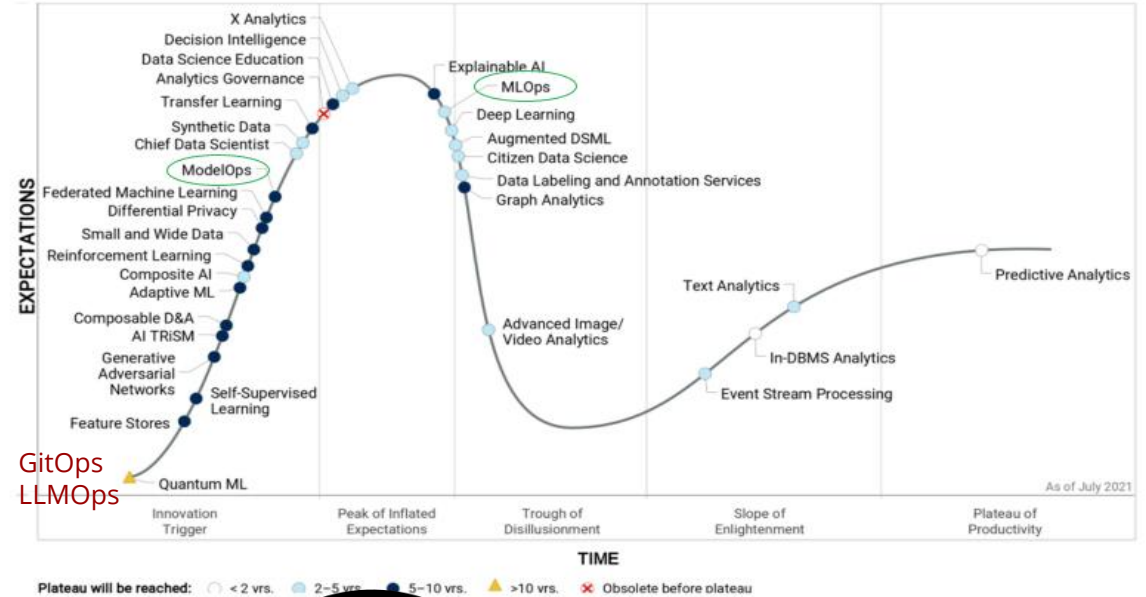 X Analytics
Decision Intelligence
Data Science Education
Analytics Governance
Transfer Learning
Synthetic Data
Chief Data Scientist
ModelOps
Federated Machine Learning
Differential Privacy
Small and Wide Data
Reinforcement Learning
Composite AI
Adaptive ML
Composable D&A
AI TRiSM
Generative
Adversarial
Networks
Self-Supervised
Learning
Feature Stores
GitOps
LLMOps
Quantum ML
EXPECTATIONS
Explainable AI
MLOps
Deep Learning
Augmented DSML
Citizen Data Science
Data Labeling and Annotation Services
Graph Analytics
Advanced Image/
Video Analytics
Text Analytics
In-DBMS Analytics
Event Stream Processing
Predictive Analytics
As of July 2021
Innovation
Trigger
Peak of Inflated
Expectations
Trough of
Disillusionment
Slope of
Enlightenment
Plateau of
Productivity
TIME
Plateau will be reached: < 2 yrs. 2–5 yrs. 5–10 yrs. >10 yrs. Obsolete before plateau